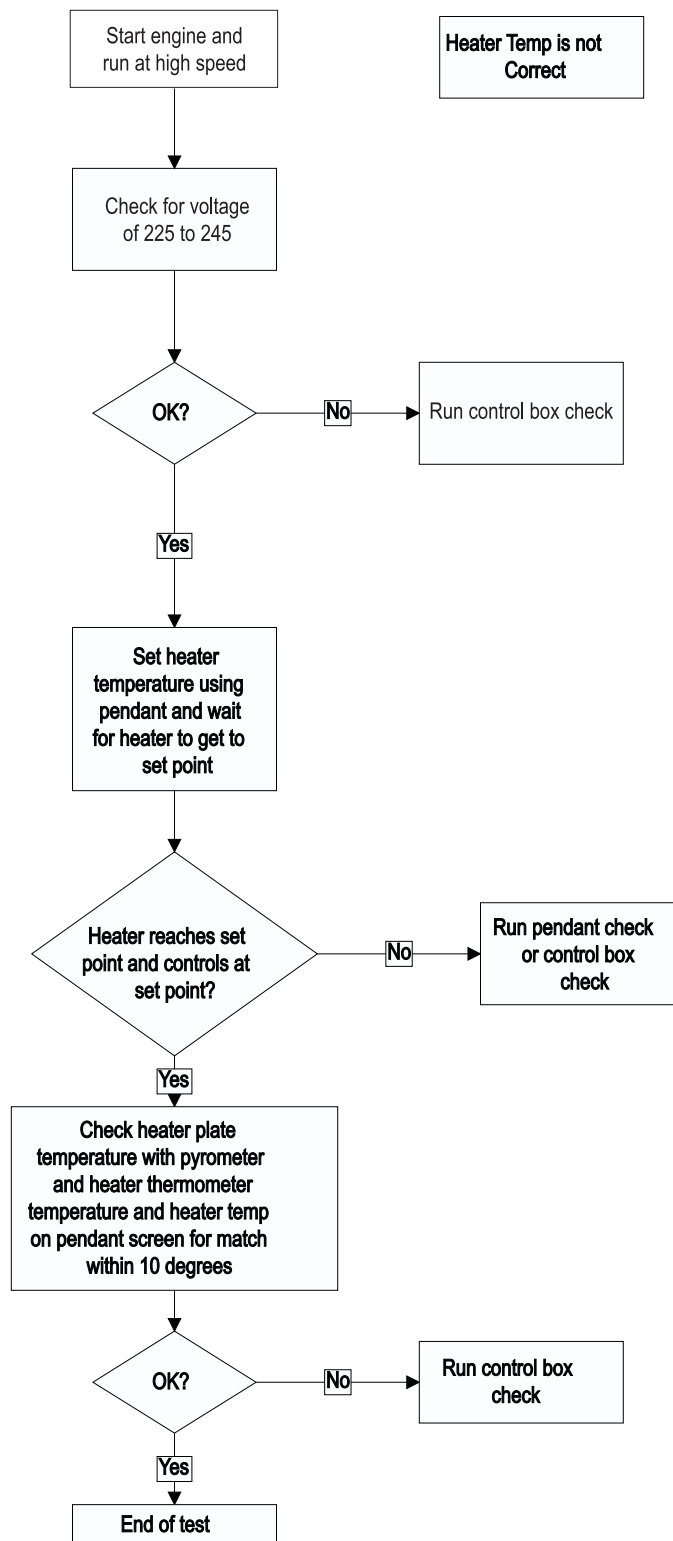 Start engine and
run at high speed
Heater Temp is not
Correct
Check for voltage
of 225 to 245
OK?
No
Run control box check
Yes
Set heater
temperature using
pendant and wait
for heater to get to
set point
Heater reaches set
point and controls at
set point?
No
Run pendant check
or control box
check
Yes
Check heater plate
temperature with pyrometer
and heater thermometer
temperature and heater temp
on pendant screen for match
within 10 degrees
OK?
No
Run control box
check
Yes
End of test